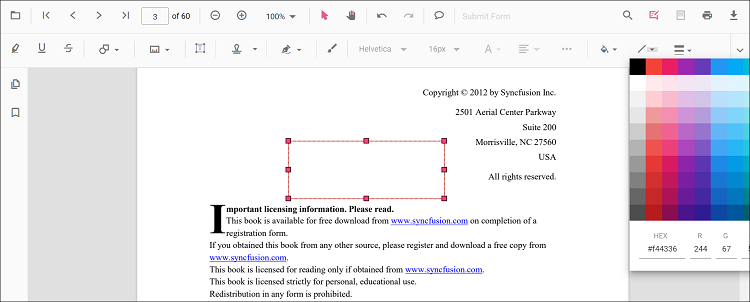 3 of 60 100% Submit Form
Helvetica 16px A
Copyright © 2012 by Syncfusion Inc.
2501 Aerial Center Parkway
Suite 200
Morrisville, NC 27560
USA
All rights reserved.
Important licensing information. Please read.
This book is available for free download from www.syncfusion.com on completion of a
registration form.
If you obtained this book from any other source, please register and download a free copy from
www.syncfusion.com.
This book is licensed for reading only if obtained from www.syncfusion.com.
This book is licensed strictly for personal, educational use.
Redistribution in any form is prohibited.
HEX R G
#f44336 244 67